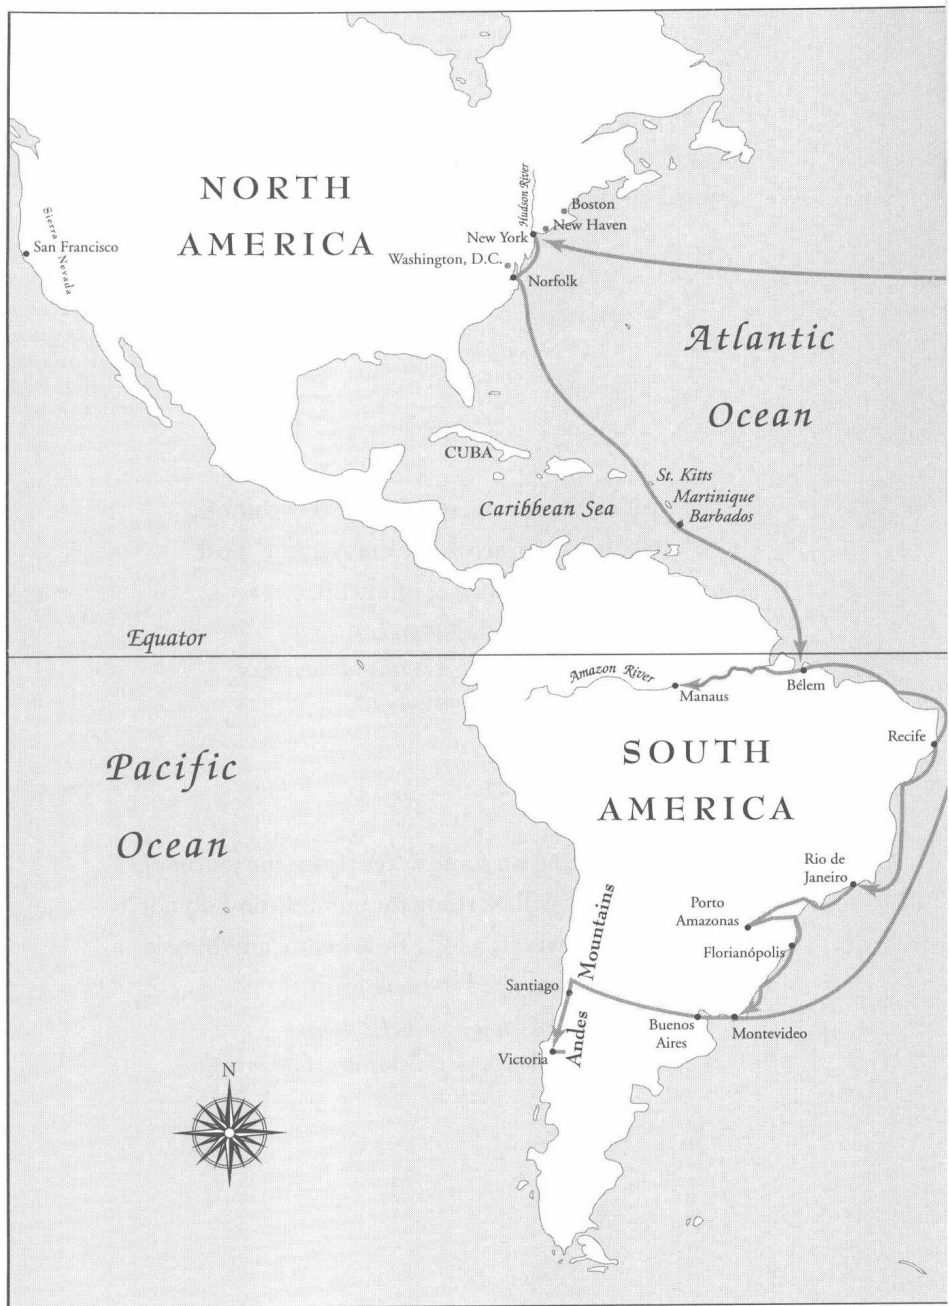 NORTH
AMERICA
Hudson River
Boston
New Haven
New York
Washington, D.C.
Norfolk
San Francisco
Sierra Nevada
Atlantic
Ocean
CUBA
St. Kitts
Martinique
Barbados
Caribbean Sea
Equator
Amazon River
Manaus
Bélem
Recife
Pacific
Ocean
SOUTH
AMERICA
Rio de
Janeiro
Porto
Amazonas
Florianópolis
Andes Mountains
Santiago
Buenos
Aires
Montevideo
Victoria
N